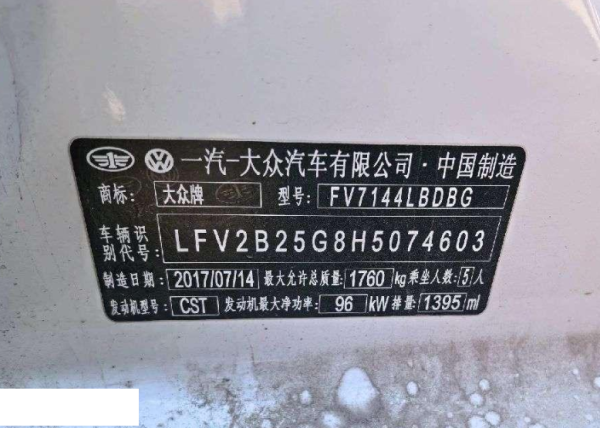 一汽-大众汽车有限公司·中国制造
商标: 大众牌 型号: FV7144LBDBG
车辆识别代号: LFV2B25G8H5074603
制造日期: 2017/07/14 最大允许总质量: 1760 kg 乘坐人数: 5 人
发动机型号: CST 发动机最大净功率: 96 kW 排量: 1395 ml